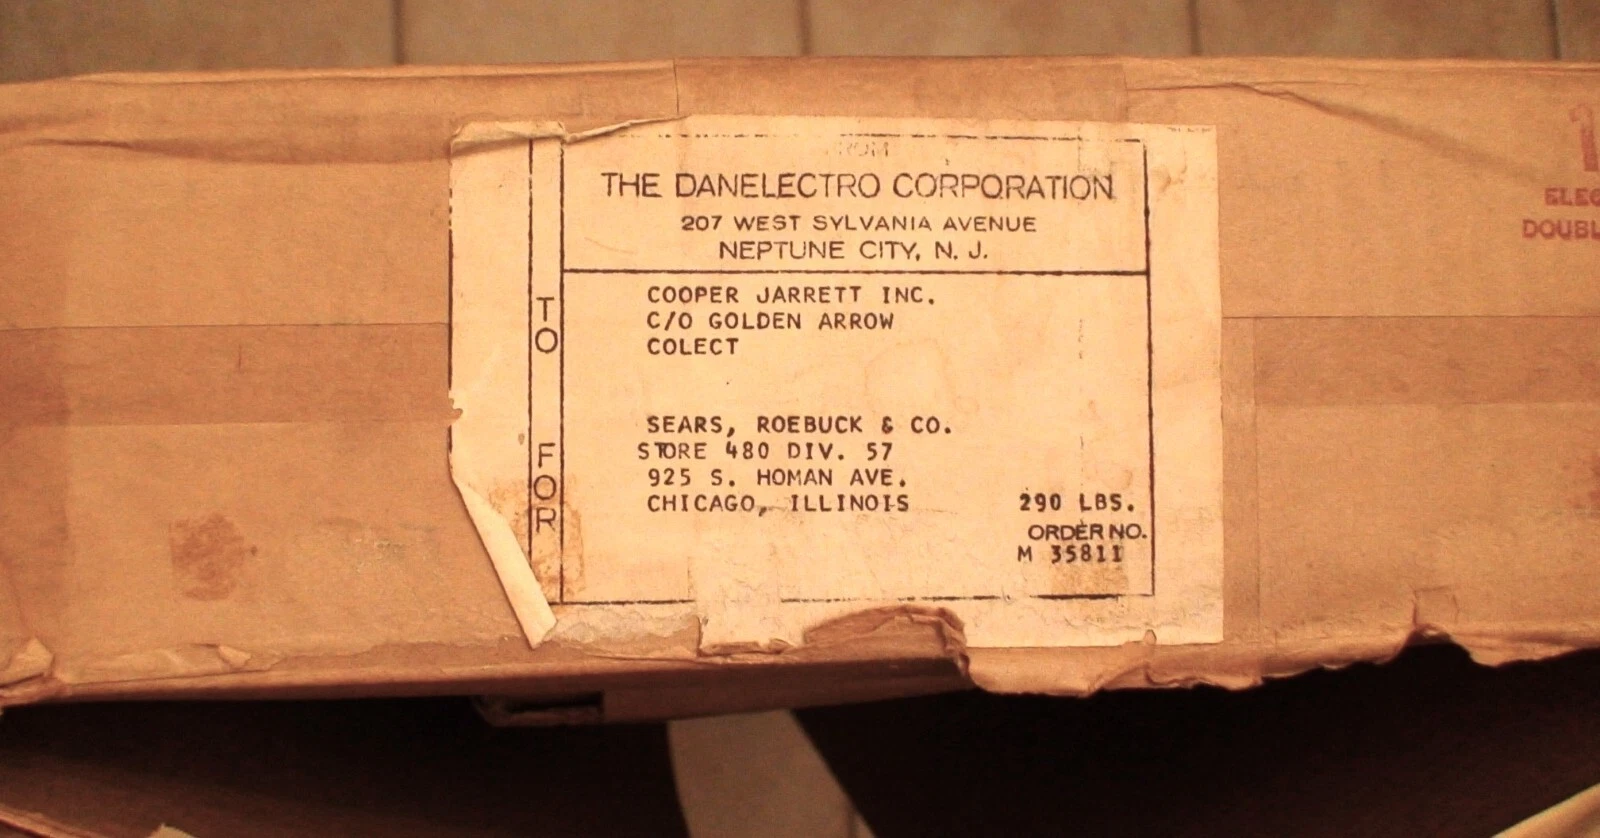 THE DANELECTRO CORPORATION
207 WEST SYLVANIA AVENUE
NEPTUNE CITY, N. J.
TO
COOPER JARRETT INC.
C/O GOLDEN ARROW
COLECT
FOR
SEARS, ROEBUCK & CO.
STORE 480 DIV. 57
925 S. HOMAN AVE.
CHICAGO, ILLINOIS
290 LBS.
ORDER NO.
M 35811